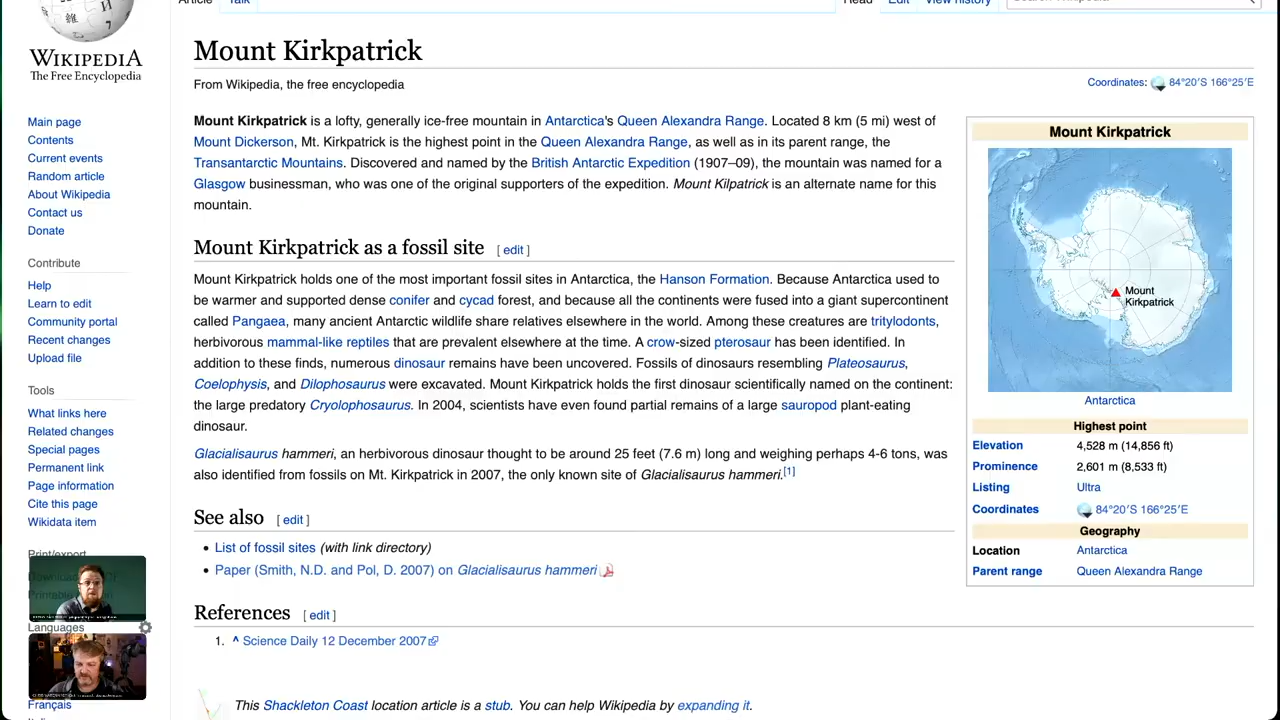 Article Talk Read Edit View history
WIKIPEDIA
The Free Encyclopedia
Main page
Contents
Current events
Random article
About Wikipedia
Contact us
Donate
Contribute
Help
Learn to edit
Community portal
Recent changes
Upload file
Tools
What links here
Related changes
Special pages
Permanent link
Page information
Cite this page
Wikidata item
Print/export
Languages
Français
Mount Kirkpatrick
From Wikipedia, the free encyclopedia
Coordinates: 84°20′S 166°25′E
Mount Kirkpatrick is a lofty, generally ice-free mountain in Antarctica's Queen Alexandra Range. Located 8 km (5 mi) west of
Mount Dickerson, Mt. Kirkpatrick is the highest point in the Queen Alexandra Range, as well as in its parent range, the
Transantarctic Mountains. Discovered and named by the British Antarctic Expedition (1907–09), the mountain was named for a
Glasgow businessman, who was one of the original supporters of the expedition. Mount Kilpatrick is an alternate name for this
mountain.
Mount Kirkpatrick as a fossil site [ edit ]
Mount Kirkpatrick holds one of the most important fossil sites in Antarctica, the Hanson Formation. Because Antarctica used to
be warmer and supported dense conifer and cycad forest, and because all the continents were fused into a giant supercontinent
called Pangaea, many ancient Antarctic wildlife share relatives elsewhere in the world. Among these creatures are tritylodonts,
herbivorous mammal-like reptiles that are prevalent elsewhere at the time. A crow-sized pterosaur has been identified. In
addition to these finds, numerous dinosaur remains have been uncovered. Fossils of dinosaurs resembling Plateosaurus,
Coelophysis, and Dilophosaurus were excavated. Mount Kirkpatrick holds the first dinosaur scientifically named on the continent:
the large predatory Cryolophosaurus. In 2004, scientists have even found partial remains of a large sauropod plant-eating
dinosaur.
Glacialisaurus hammeri, an herbivorous dinosaur thought to be around 25 feet (7.6 m) long and weighing perhaps 4-6 tons, was
also identified from fossils on Mt. Kirkpatrick in 2007, the only known site of Glacialisaurus hammeri.[1]
See also [ edit ]
• List of fossil sites (with link directory)
• Paper (Smith, N.D. and Pol, D. 2007) on Glacialisaurus hammeri
References [ edit ]
1. ^ Science Daily 12 December 2007
This Shackleton Coast location article is a stub. You can help Wikipedia by expanding it.
Mount Kirkpatrick
Mount
Kirkpatrick
Antarctica
Highest point
Elevation 4,528 m (14,856 ft)
Prominence 2,601 m (8,533 ft)
Listing Ultra
Coordinates 84°20′S 166°25′E
Geography
Location Antarctica
Parent range Queen Alexandra Range